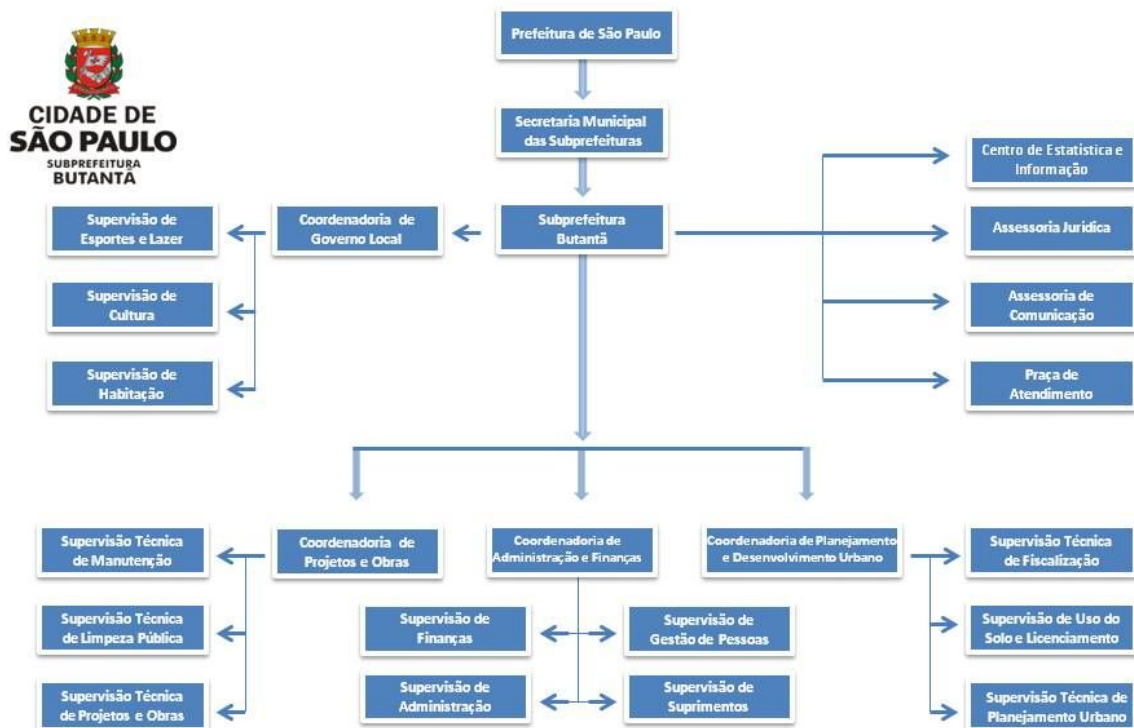 Prefeitura de São Paulo
CIDADE DE
SÃO PAULO
SUBPREFEITURA
BUTANTÃ
Secretaria Municipal
das Subprefeituras
Centro de Estatística e
Informação
Supervisão de
Esportes e Lazer
Coordenadoria de
Governo Local
Subprefeitura
Butantã
Assessoria Jurídica
Supervisão de
Cultura
Assessoria de
Comunicação
Supervisão de
Habitação
Praça de
Atendimento
Supervisão Técnica
de Manutenção
Coordenadoria de
Projetos e Obras
Coordenadoria de
Administração e Finanças
Coordenadoria de Planejamento
e Desenvolvimento Urbano
Supervisão Técnica
de Fiscalização
Supervisão Técnica
de Limpeza Pública
Supervisão de
Finanças
Supervisão de
Gestão de Pessoas
Supervisão de Uso do
Solo e Licenciamento
Supervisão Técnica
de Projetos e Obras
Supervisão de
Administração
Supervisão de
Suprimentos
Supervisão Técnica de
Planejamento Urbano